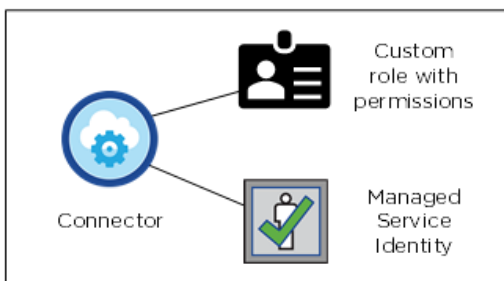 Custom
role with
permissions
Connector
Managed
Service
Identity